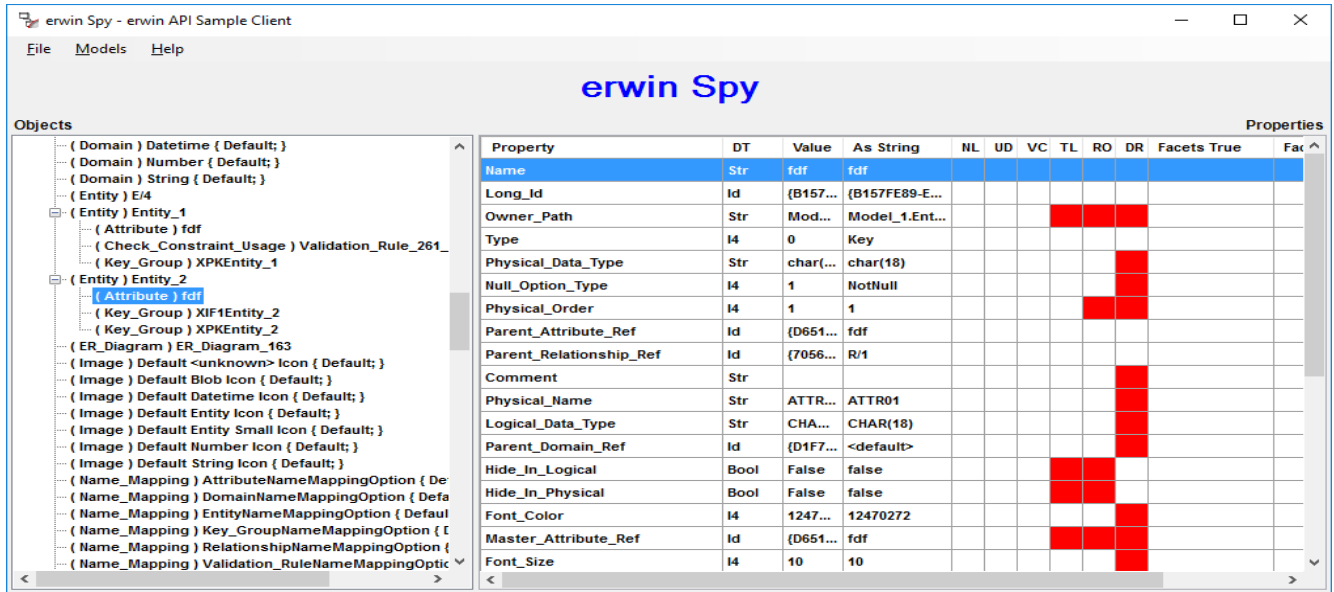 erwin Spy - erwin API Sample Client
File Models Help
erwin Spy
Objects
Properties
( Domain ) Datetime { Default; }
( Domain ) Number { Default; }
( Domain ) String { Default; }
( Entity ) E/4
( Entity ) Entity_1
( Attribute ) fdf
( Check_Constraint_Usage ) Validation_Rule_261_
( Key_Group ) XPKEntity_1
( Entity ) Entity_2
( Attribute ) fdf
( Key_Group ) XIF1Entity_2
( Key_Group ) XPKEntity_2
( ER_Diagram ) ER_Diagram_163
( Image ) Default <unknown> Icon { Default; }
( Image ) Default Blob Icon { Default; }
( Image ) Default Datetime Icon { Default; }
( Image ) Default Entity Icon { Default; }
( Image ) Default Entity Small Icon { Default; }
( Image ) Default Number Icon { Default; }
( Image ) Default String Icon { Default; }
( Name_Mapping ) AttributeNameMappingOption { De
( Name_Mapping ) DomainNameMappingOption { Defa
( Name_Mapping ) EntityNameMappingOption { Defaul
( Name_Mapping ) Key_GroupNameMappingOption {
( Name_Mapping ) RelationshipNameMappingOption {
( Name_Mapping ) Validation_RuleNameMappingOptic
Property DT Value As String NL UD VC TL RO DR Facets True Fac
Name Str fdf fdf
Long_Id Id {B157... {B157FE89-E...
Owner_Path Str Mod... Model_1.Ent...
Type I4 0 Key
Physical_Data_Type Str char(... char(18)
Null_Option_Type I4 1 NotNull
Physical_Order I4 1 1
Parent_Attribute_Ref Id {D651... fdf
Parent_Relationship_Ref Id {7056... R/1
Comment Str
Physical_Name Str ATTR... ATTR01
Logical_Data_Type Str CHA... CHAR(18)
Parent_Domain_Ref Id {D1F7... <default>
Hide_In_Logical Bool False false
Hide_In_Physical Bool False false
Font_Color I4 1247... 12470272
Master_Attribute_Ref Id {D651... fdf
Font_Size I4 10 10